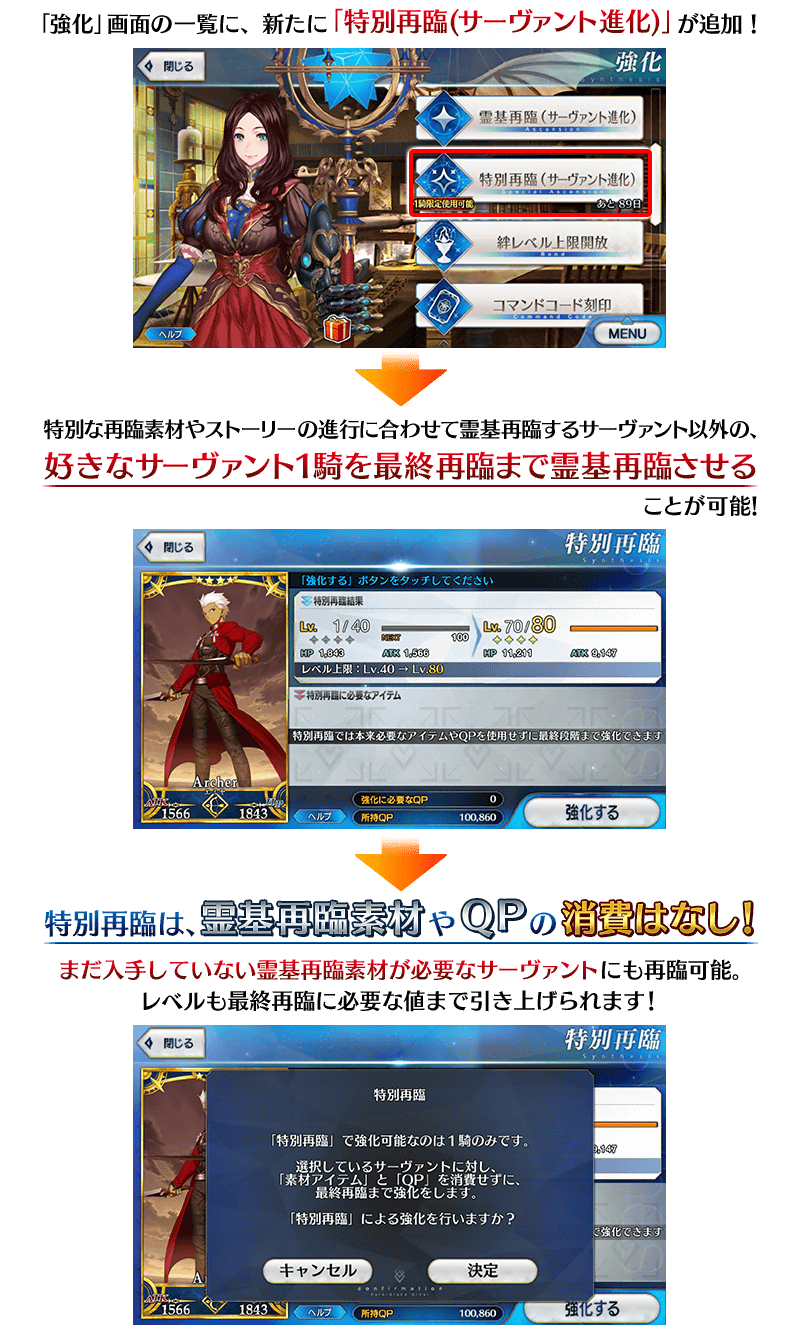 「強化」画面の一覧に、新たに「特別再臨(サーヴァント進化)」が追加！
閉じる
強化
Synthesis
霊基再臨（サーヴァント進化）
Ascension
特別再臨（サーヴァント進化）
Special Ascension
1騎限定使用可能
あと 89日
絆レベル上限開放
Bond
コマンドコード刻印
Command Code
ヘルプ
MENU
特別な再臨素材やストーリーの進行に合わせて霊基再臨するサーヴァント以外の、
好きなサーヴァント1騎を最終再臨まで霊基再臨させる
ことが可能!
閉じる
特別再臨
Synthesis
「強化する」ボタンをタッチしてください
特別再臨結果
Lv. 1/40
NEXT 100
Lv. 70/80
HP 1,843 ATK 1,566
HP 11,211 ATK 9,147
レベル上限：Lv.40 → Lv.80
特別再臨に必要なアイテム
特別再臨では本来必要なアイテムやQPを使用せずに最終段階まで強化できます
Archer
ATK 1566
HP 1843
強化に必要なQP 0
ヘルプ
所持QP 100,860
強化する
特別再臨は、霊基再臨素材やQPの消費はなし!
まだ入手していない霊基再臨素材が必要なサーヴァントにも再臨可能。
レベルも最終再臨に必要な値まで引き上げられます!
閉じる
特別再臨
Synthesis
特別再臨
「特別再臨」で強化可能なのは１騎のみです。
選択しているサーヴァントに対し、
「素材アイテム」と「QP」を消費せずに、
最終再臨まで強化をします。
「特別再臨」による強化を行いますか？
キャンセル
決定
confirmation
9,147
で強化できます
A
ATK 1566
1843
ヘルプ
所持QP 100,860
強化する